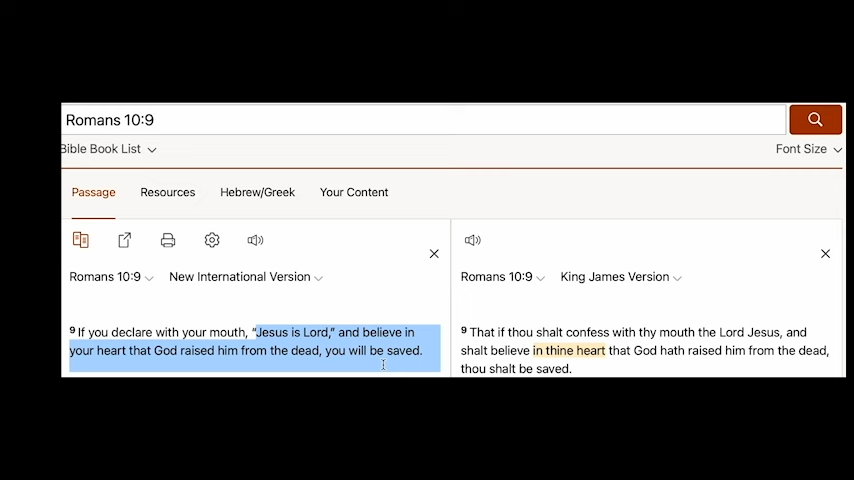 Romans 10:9
Bible Book List
Font Size
Passage Resources Hebrew/Greek Your Content
Romans 10:9 New International Version
9 If you declare with your mouth, “Jesus is Lord,” and believe in
your heart that God raised him from the dead, you will be saved.
Romans 10:9 King James Version
9 That if thou shalt confess with thy mouth the Lord Jesus, and
shalt believe in thine heart that God hath raised him from the dead,
thou shalt be saved.